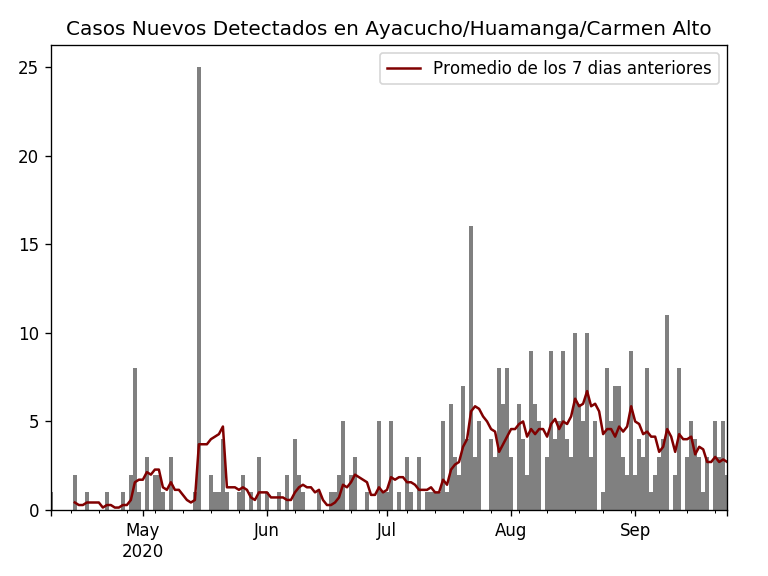 Casos Nuevos Detectados en Ayacucho/Huamanga/Carmen Alto
Promedio de los 7 dias anteriores
25
20
15
10
5
0
May
2020
Jun
Jul
Aug
Sep